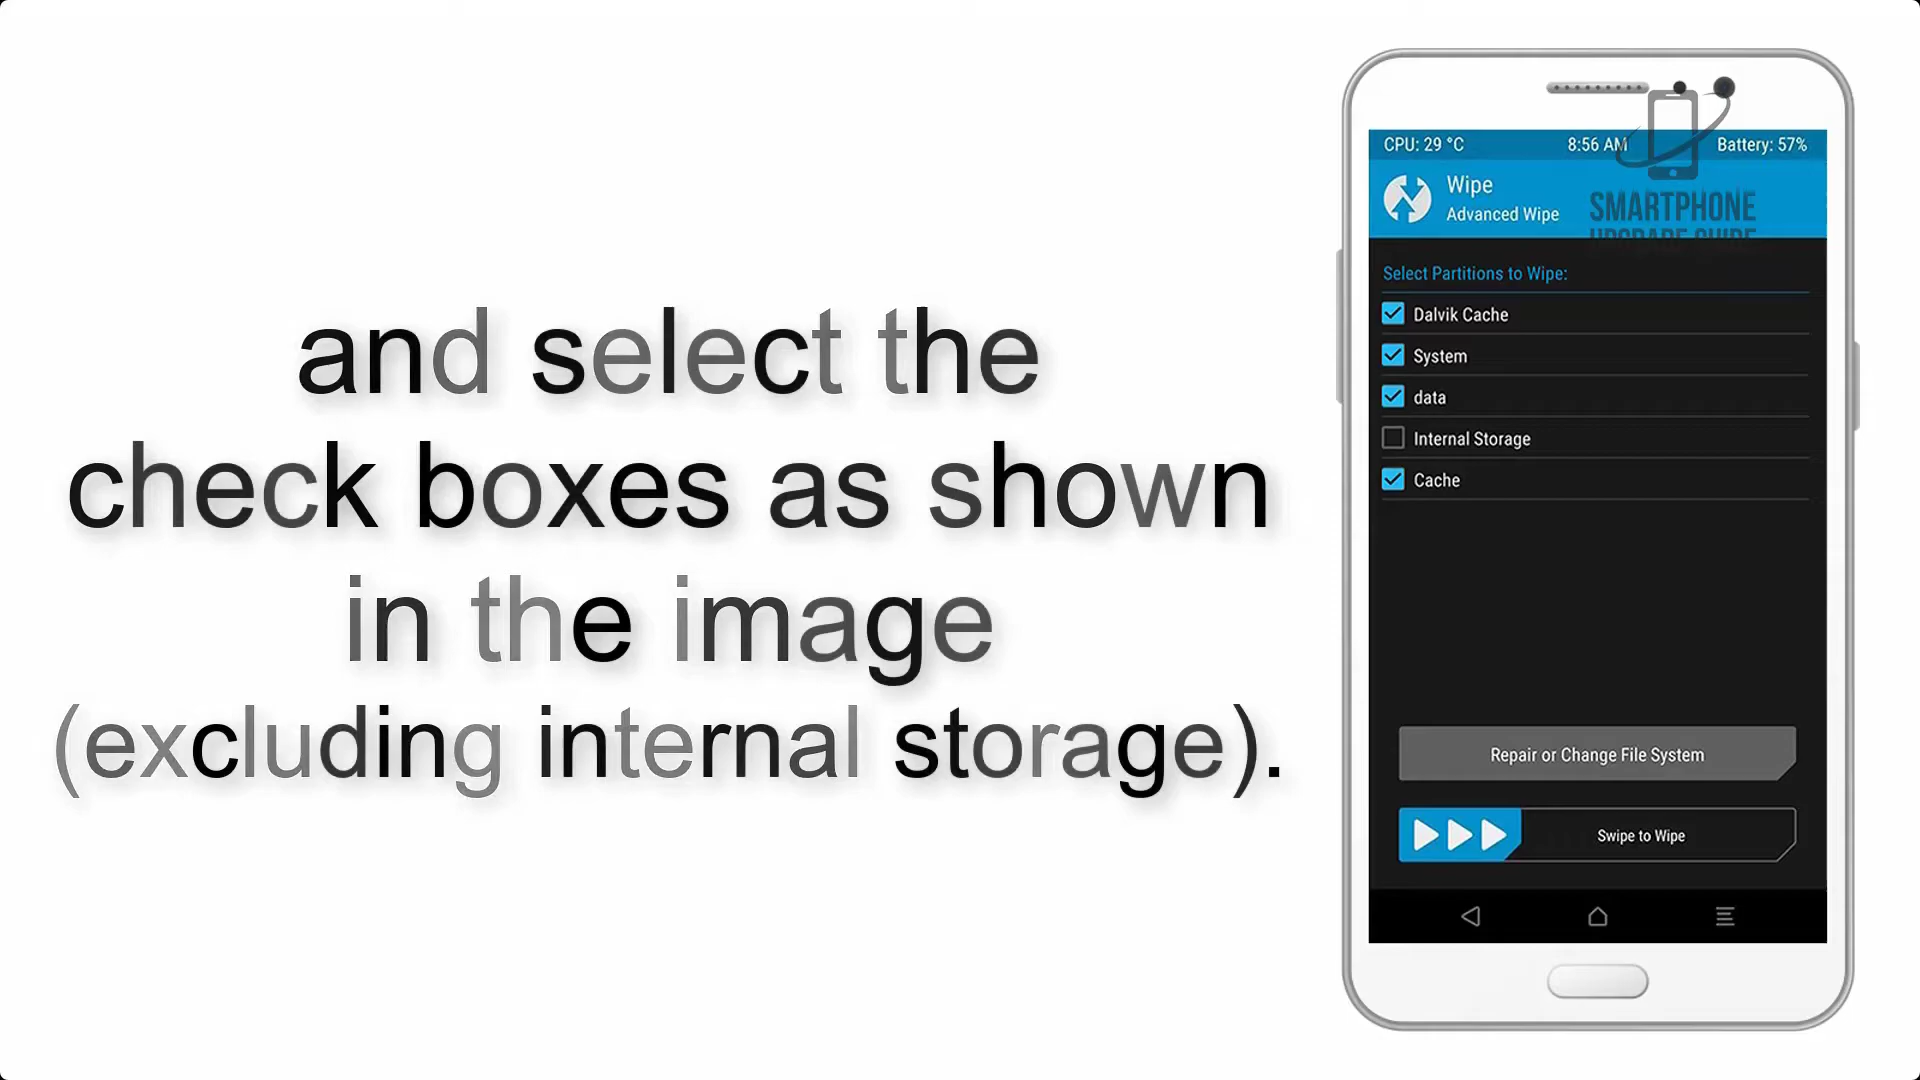 and select the
check boxes as shown
in the image
(excluding internal storage).
CPU: 29 °C 8:56 AM Battery: 57%
Wipe
Advanced Wipe
SMARTPHONE
UPGRADE GUIDE
Select Partitions to Wipe:
Dalvik Cache
System
data
Internal Storage
Cache
Repair or Change File System
Swipe to Wipe